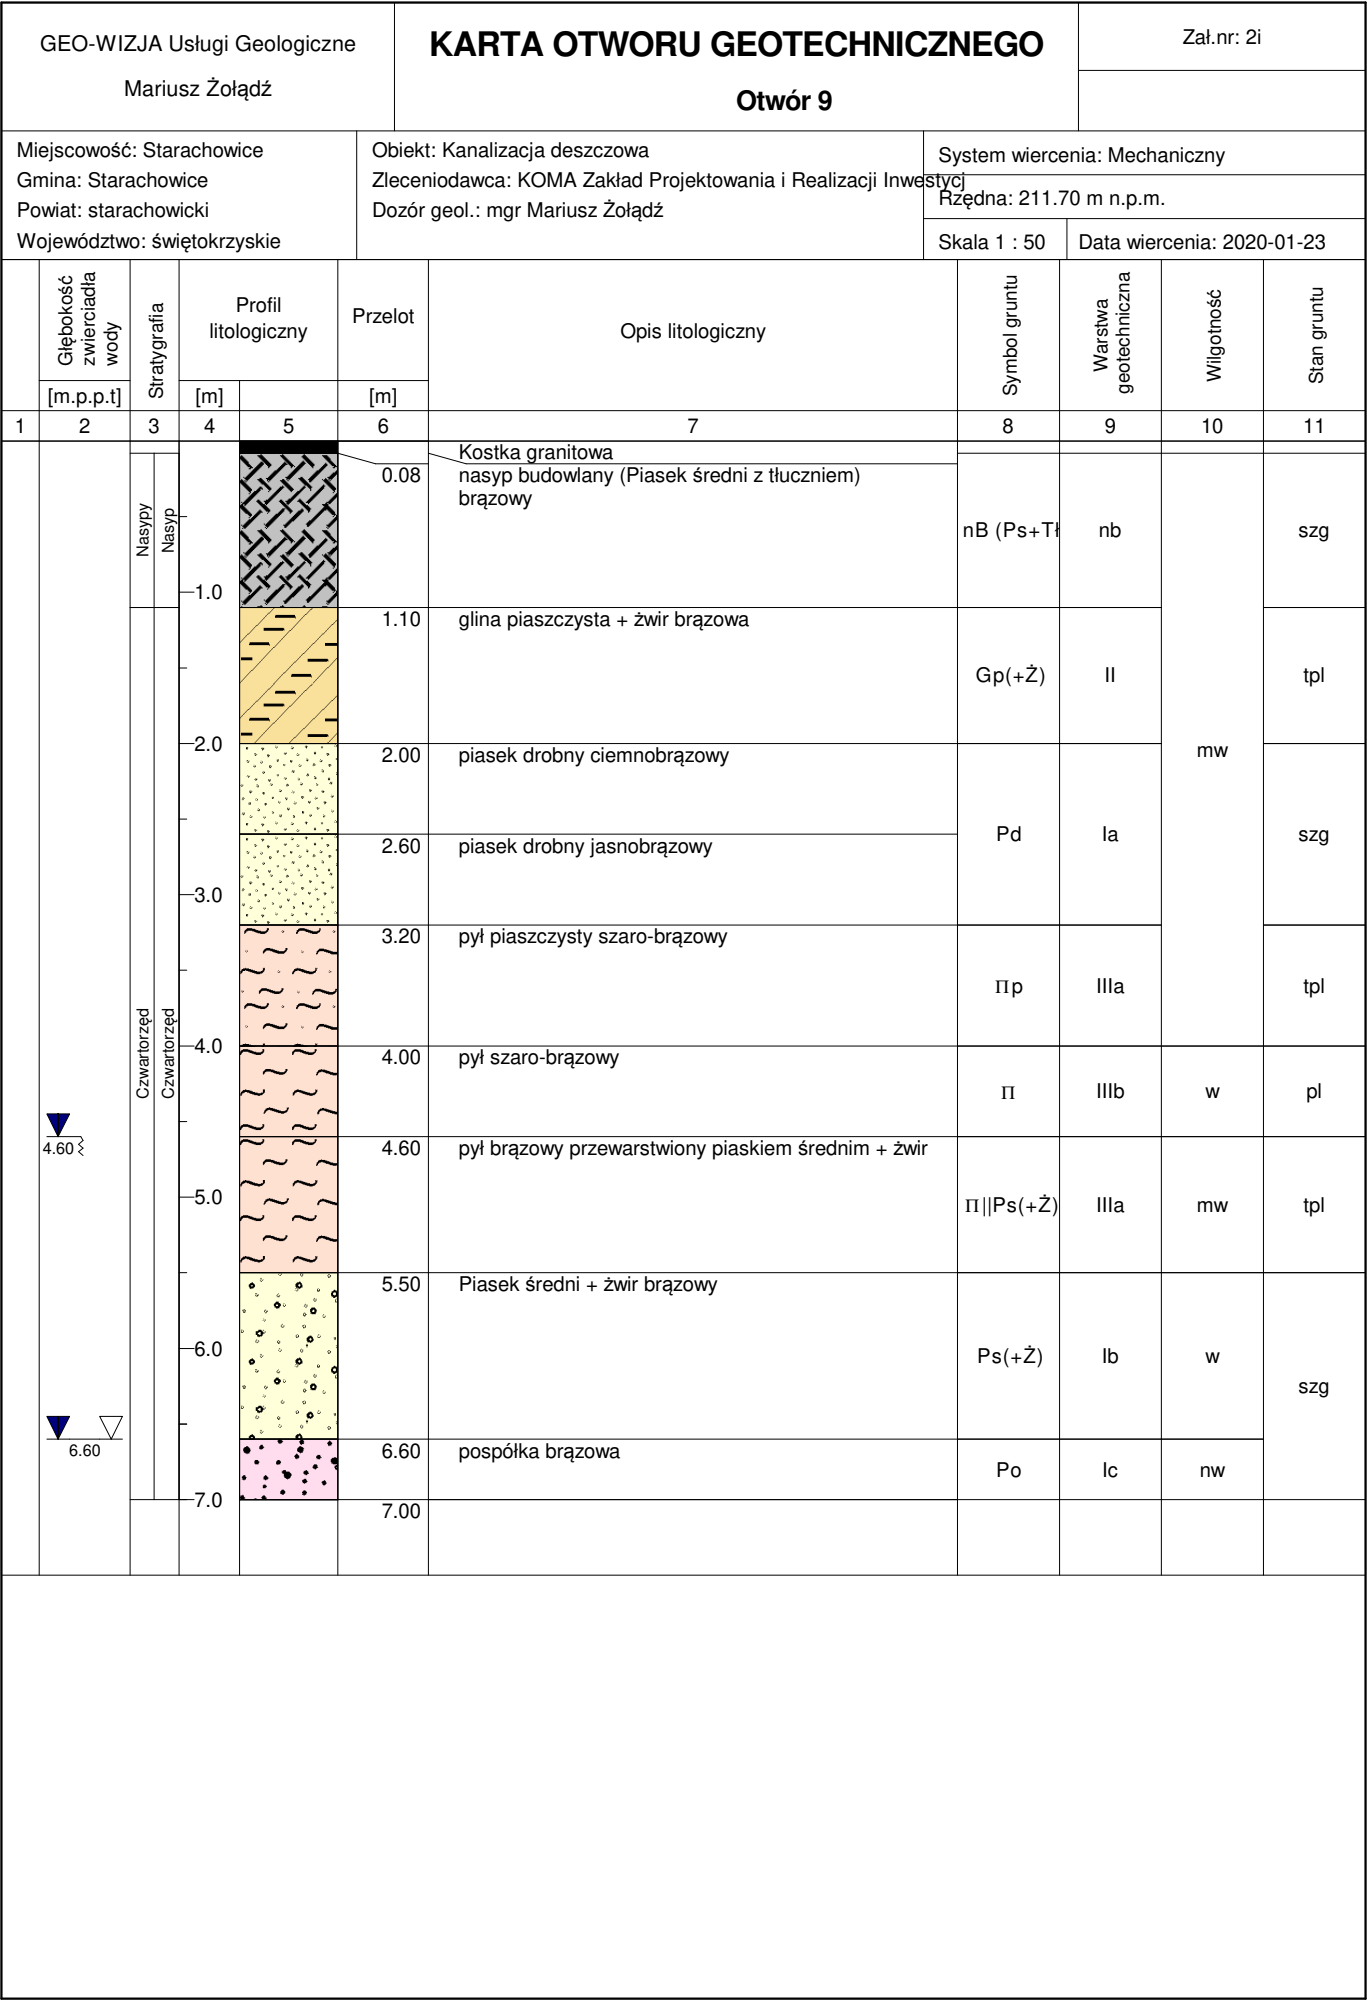 GEO-WIZJA Usługi Geologiczne
Mariusz Żołądź
KARTA OTWORU GEOTECHNICZNEGO
Otwór 9
Zał.nr: 2i
Miejscowość: Starachowice
Gmina: Starachowice
Powiat: starachowicki
Województwo: świętokrzyskie
Obiekt: Kanalizacja deszczowa
Zleceniodawca: KOMA Zakład Projektowania i Realizacji Inwestycj
Dozór geol.: mgr Mariusz Żołądź
System wiercenia: Mechaniczny
Rzędna: 211.70 m n.p.m.
Skala 1 : 50
Data wiercenia: 2020-01-23
Głębokość
zwierciadła
wody
[m.p.p.t]
Stratygrafia
Profil
litologiczny
[m]
Przelot
[m]
Opis litologiczny
Symbol gruntu
Warstwa
geotechniczna
Wilgotność
Stan gruntu
1 2 3 4 5 6 7 8 9 10 11
Kostka granitowa
0.08 nasyp budowlany (Piasek średni z tłuczniem)
brązowy
nB (Ps+Tł nb szg
Nasypy
Nasyp
1.0
1.10 glina piaszczysta + żwir brązowa
Gp(+Ż) II tpl
2.0
2.00 piasek drobny ciemnobrązowy
mw
Pd Ia szg
2.60 piasek drobny jasnobrązowy
3.0
3.20 pył piaszczysty szaro-brązowy
Πp IIIa tpl
Czwartorzęd
Czwartorzęd
4.0
4.00 pył szaro-brązowy
Π IIIb w pl
4.60
4.60 pył brązowy przewarstwiony piaskiem średnim + żwir
5.0
Π||Ps(+Ż) IIIa mw tpl
5.50 Piasek średni + żwir brązowy
6.0
Ps(+Ż) Ib w
szg
6.60
6.60 pospółka brązowa
Po Ic nw
7.0
7.00